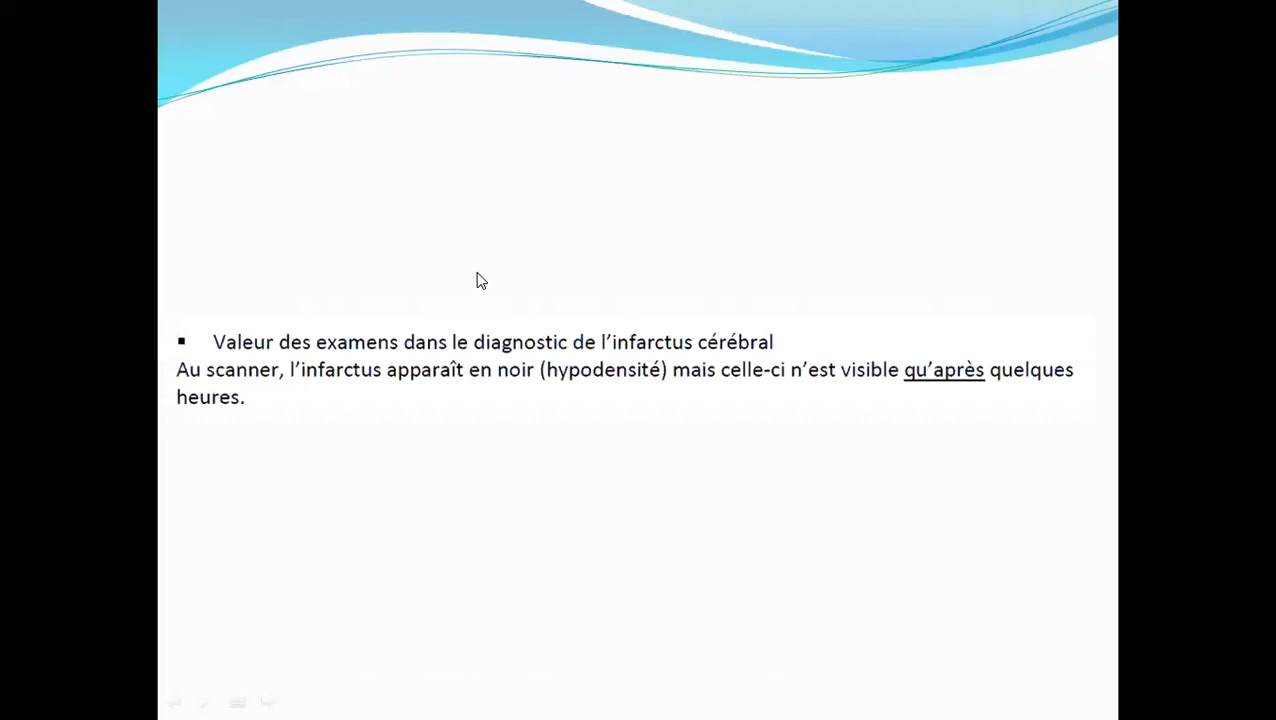 ▪ Valeur des examens dans le diagnostic de l’infarctus cérébral
Au scanner, l’infarctus apparaît en noir (hypodensité) mais celle-ci n’est visible qu’après quelques
heures.